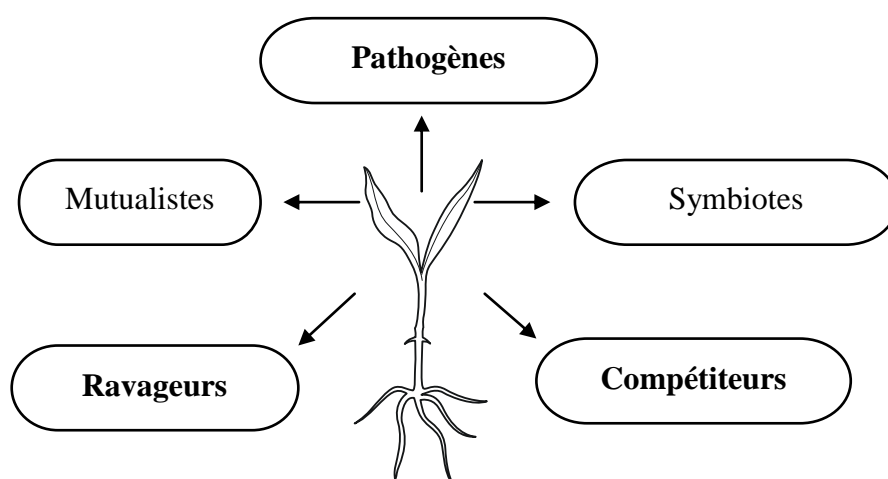 Pathogènes
Mutualistes
Symbiotes
Ravageurs
Compétiteurs